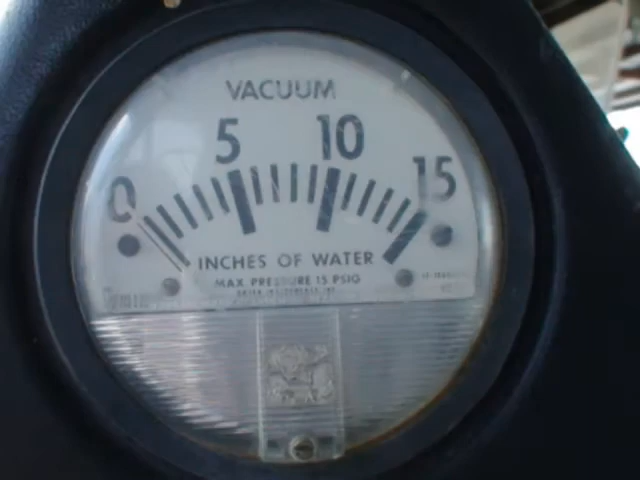 VACUUM
0 5 10 15
INCHES OF WATER
MAX. PRESSURE 15 PSIG